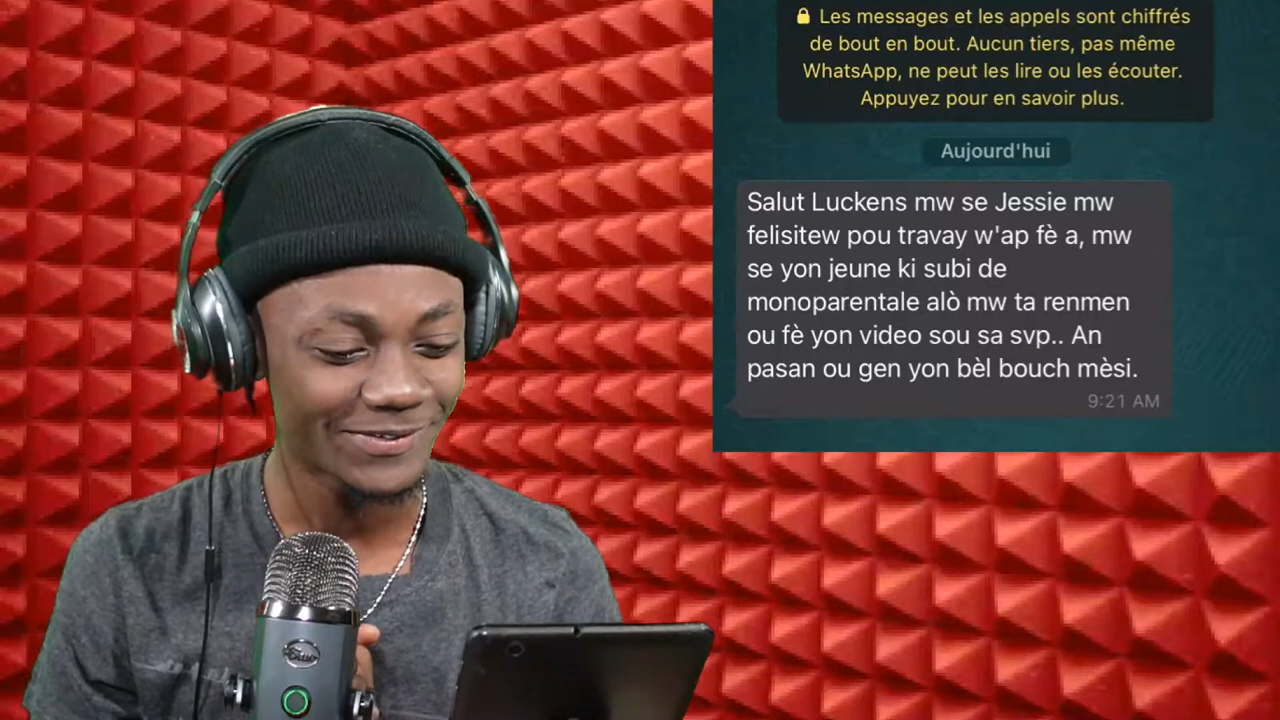 Les messages et les appels sont chiffrés
de bout en bout. Aucun tiers, pas même
WhatsApp, ne peut les lire ou les écouter.
Appuyez pour en savoir plus.
Aujourd'hui
Salut Luckens mw se Jessie mw
felisitew pou travay w'ap fè a, mw
se yon jeune ki subi de
monoparentale alò mw ta renmen
ou fè yon video sou sa svp.. An
pasan ou gen yon bèl bouch mèsi.
9:21 AM
Blue